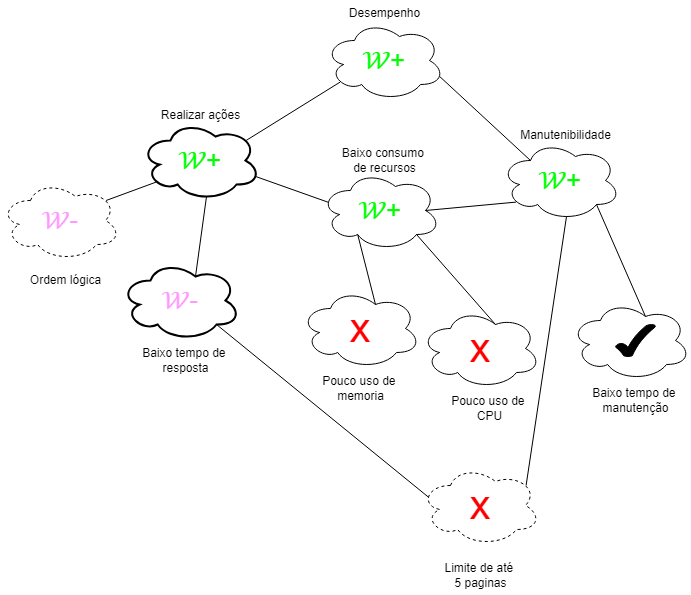 Desempenho
W+
Realizar ações
W+
Manutenibilidade
W+
Baixo consumo
de recursos
W+
W-
Ordem lógica
W-
Baixo tempo de
resposta
X
Pouco uso de
memoria
X
Pouco uso de
CPU
✓
Baixo tempo de
manutenção
X
Limite de até
5 paginas